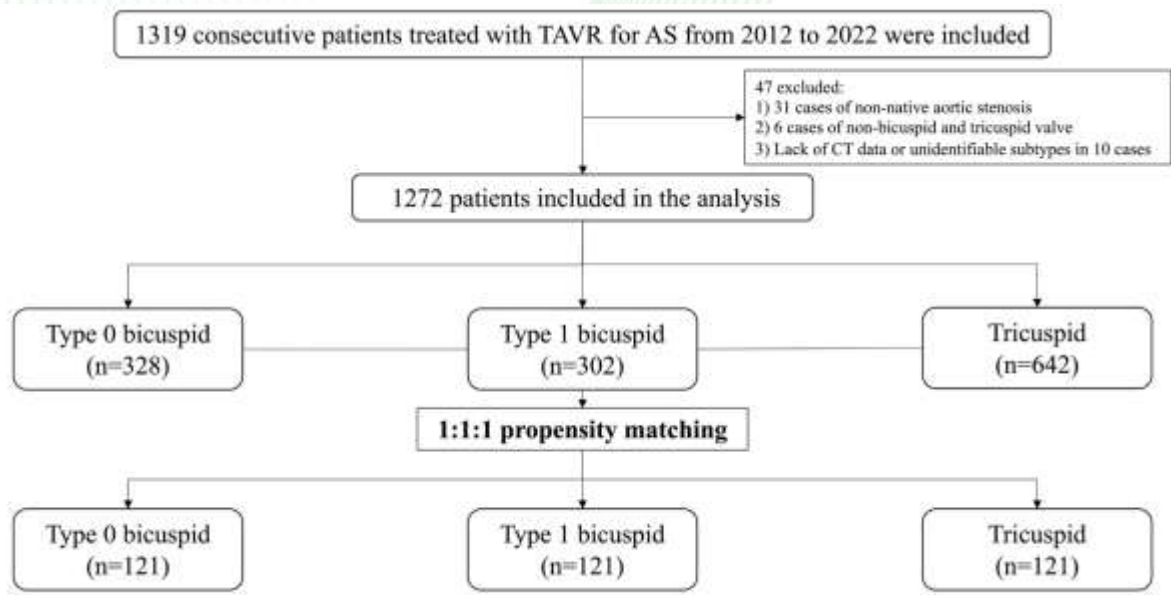 1319 consecutive patients treated with TAVR for AS from 2012 to 2022 were included
47 excluded:
1) 31 cases of non-native aortic stenosis
2) 6 cases of non-bicuspid and tricuspid valve
3) Lack of CT data or unidentifiable subtypes in 10 cases
1272 patients included in the analysis
Type 0 bicuspid
(n=328)
Type 1 bicuspid
(n=302)
Tricuspid
(n=642)
1:1:1 propensity matching
Type 0 bicuspid
(n=121)
Type 1 bicuspid
(n=121)
Tricuspid
(n=121)